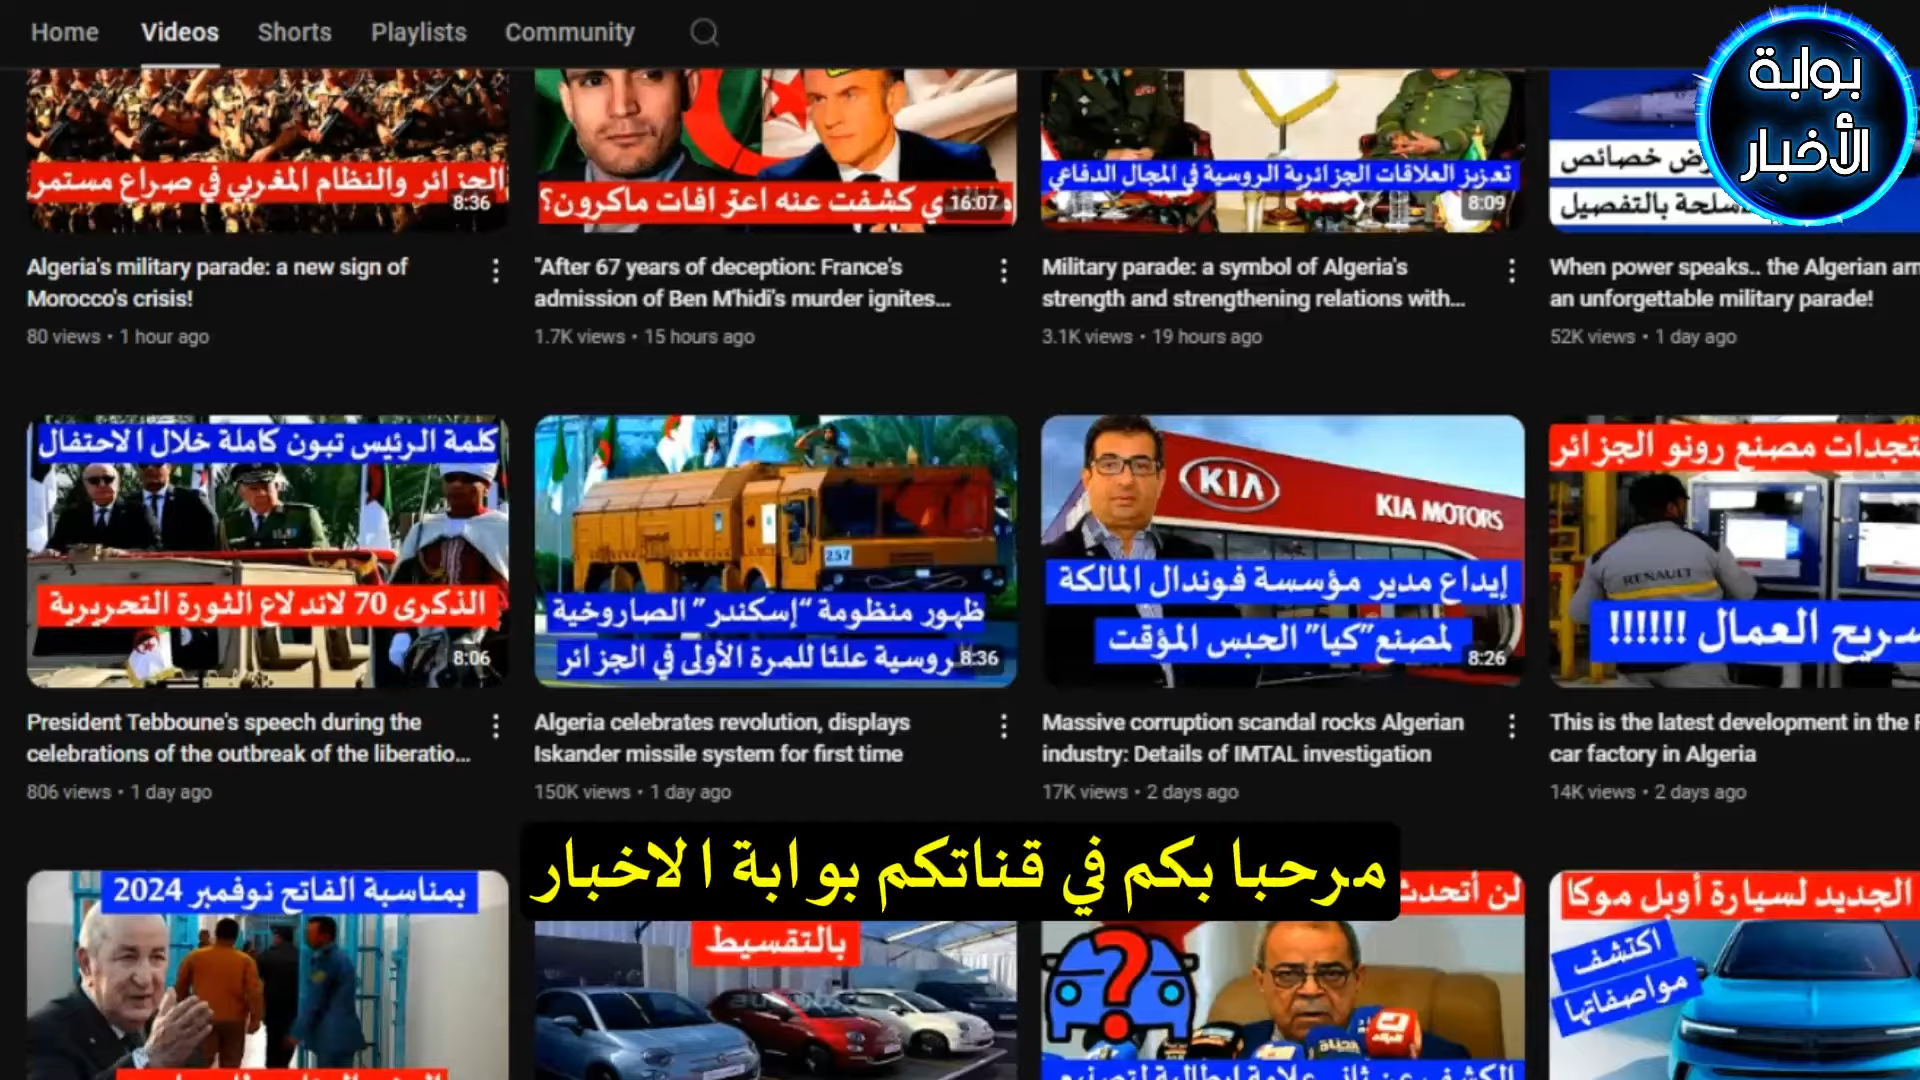 Home Videos Shorts Playlists Community
بوابة
الأخبار
الجزائر والنظام المغربي في صراع مستمر
8:36
كشفت عنه اعترافات ماكرون؟
16:07
تعزيز العلاقات الجزائرية الروسية في المجال الدفاعي
8:09
خصائص
بالتفصيل
Algeria's military parade: a new sign of
Morocco's crisis!
80 views • 1 hour ago
"After 67 years of deception: France's
admission of Ben M'hidi's murder ignites...
1.7K views • 15 hours ago
Military parade: a symbol of Algeria's
strength and strengthening relations with...
3.1K views • 19 hours ago
When power speaks.. the Algerian
an unforgettable military parade!
52K views • 1 day ago
كلمة الرئيس تبون كاملة خلال الاحتفال
الذكرى 70 لاندلاع الثورة التحريرية
8:06
257
ظهور منظومة "إسكندر" الصاروخية
روسية علنًا للمرة الأولى في الجزائر
8:36
KIA
KIA MOTORS
إيداع مدير مؤسسة فوندال المالكة
لمصنع "كيا" الحبس المؤقت
8:26
مصنع رونو الجزائر
RENAULT
العمال !!!!!!
President Tebboune's speech during the
celebrations of the outbreak of the liberatio...
806 views • 1 day ago
Algeria celebrates revolution, displays
Iskander missile system for first time
150K views • 1 day ago
Massive corruption scandal rocks Algerian
industry: Details of IMTAL investigation
17K views • 2 days ago
This is the latest development in the
car factory in Algeria
14K views • 2 days ago
مرحبا بكم في قناتكم بوابة الاخبار
بمناسبة الفاتح نوفمبر 2024
بالتقسيط
لن أتحدث
الكشف عن ثاني علامة إيطالية لتصنيع
الجديد لسيارة أوبل موكا
اكتشف
مواصفاتها